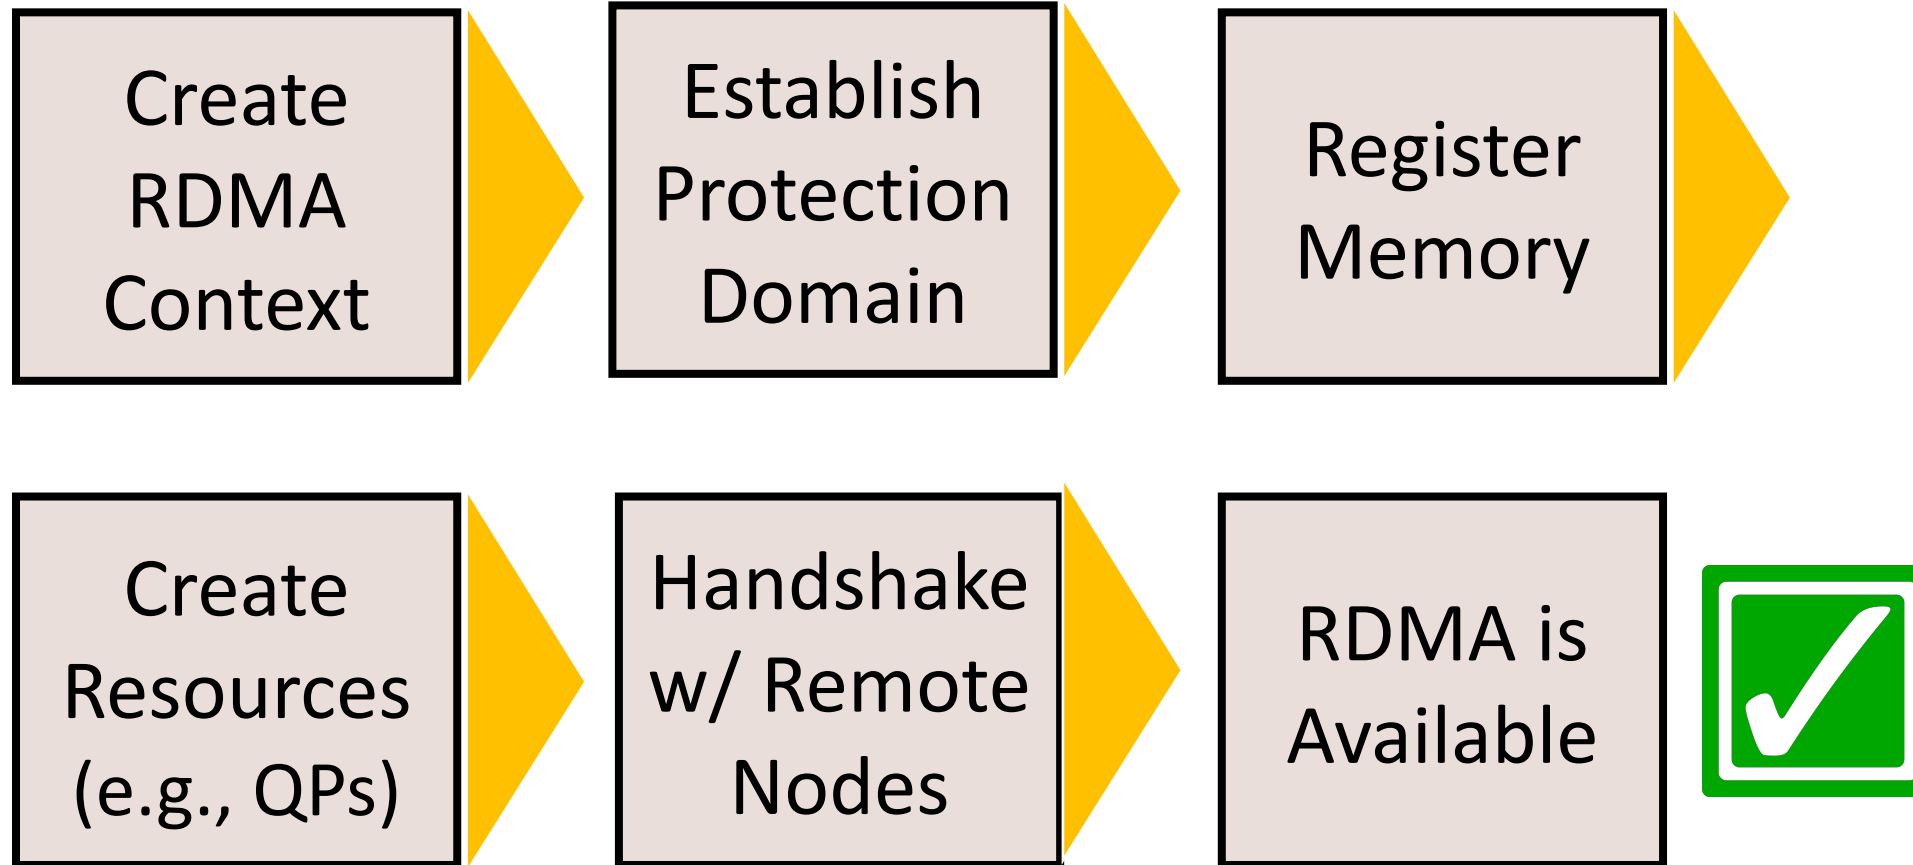 Create
RDMA
Context
Establish
Protection
Domain
Register
Memory
Create
Resources
(e.g., QPs)
Handshake
w/ Remote
Nodes
RDMA is
Available